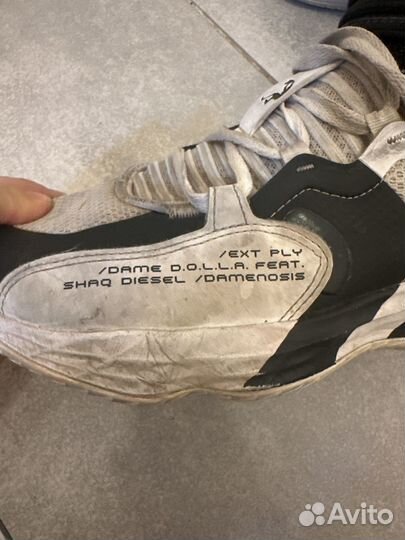 /EXT PLY
/DAME D.O.L.L.A. FEAT.
SHAQ DIESEL /DAMENOSIS
Avito